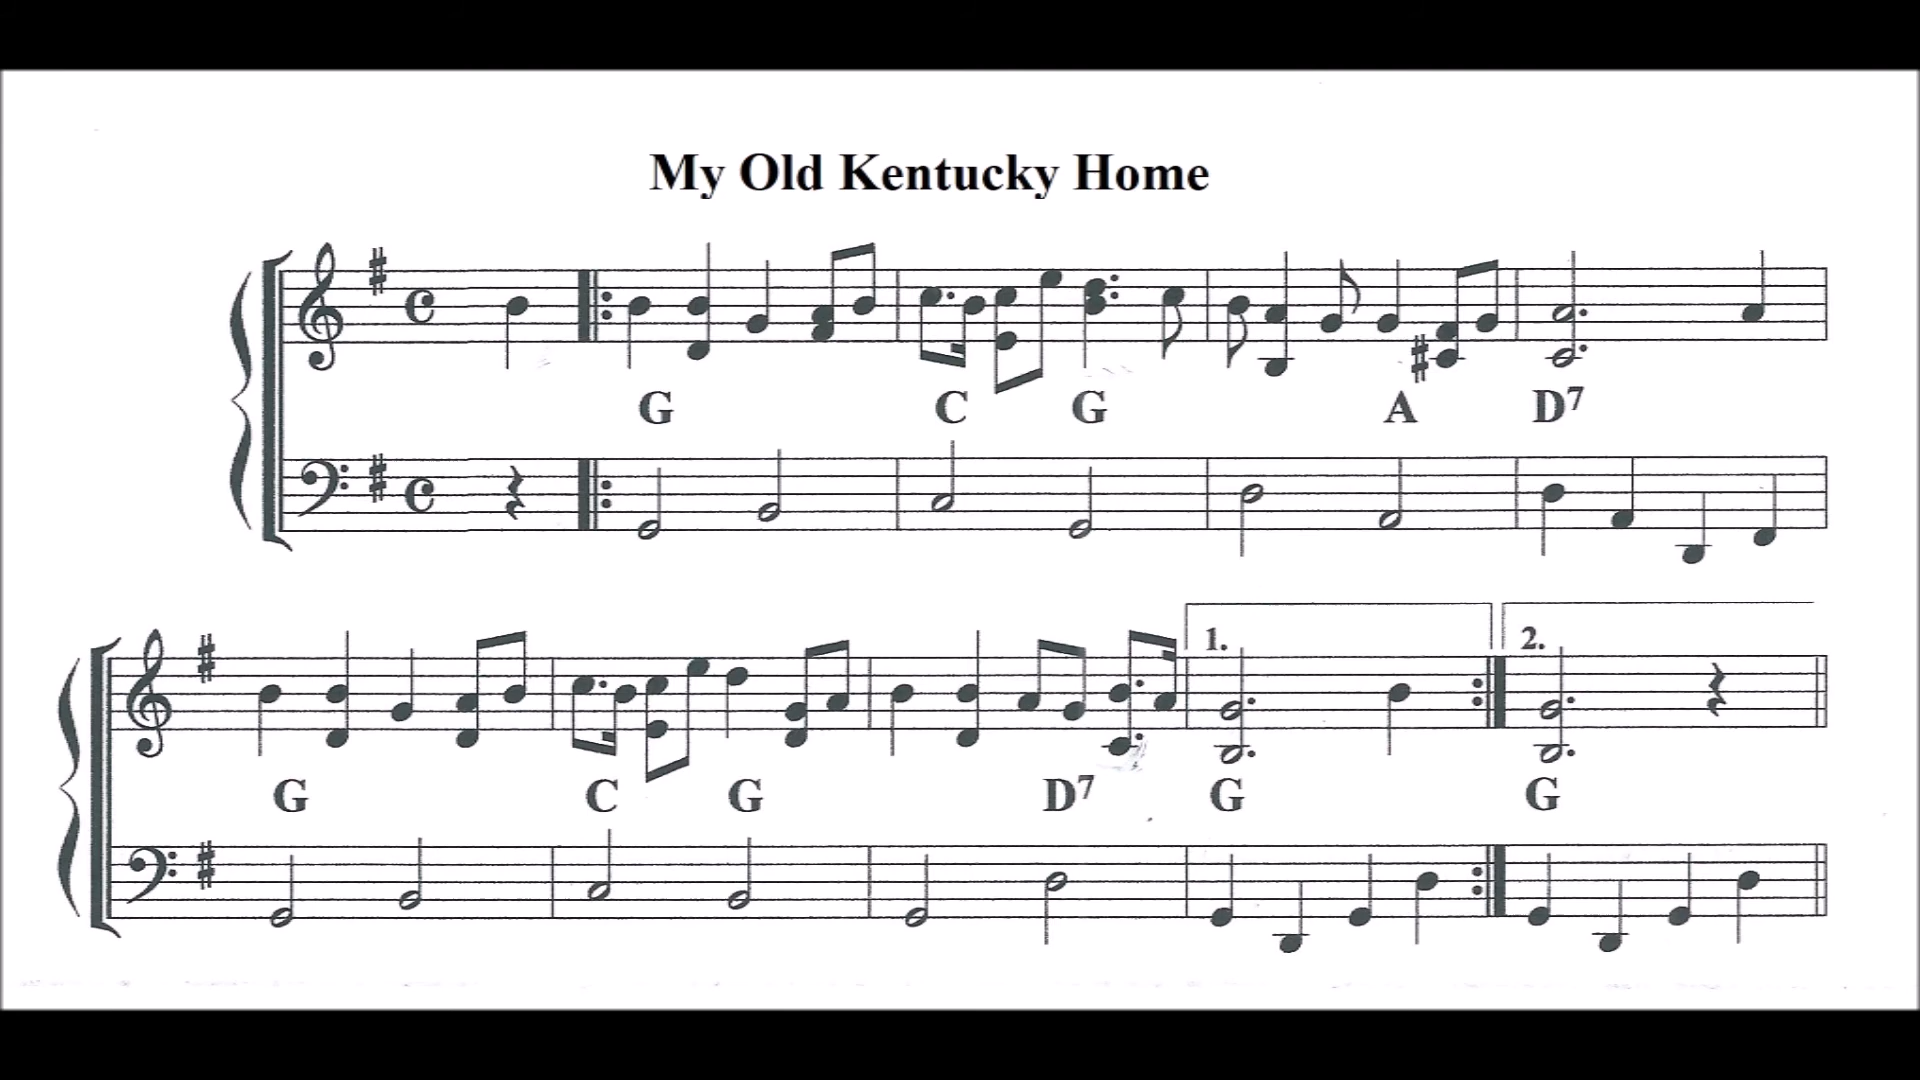 My Old Kentucky Home
G C G A D7
1. 2.
G C G D7 G G